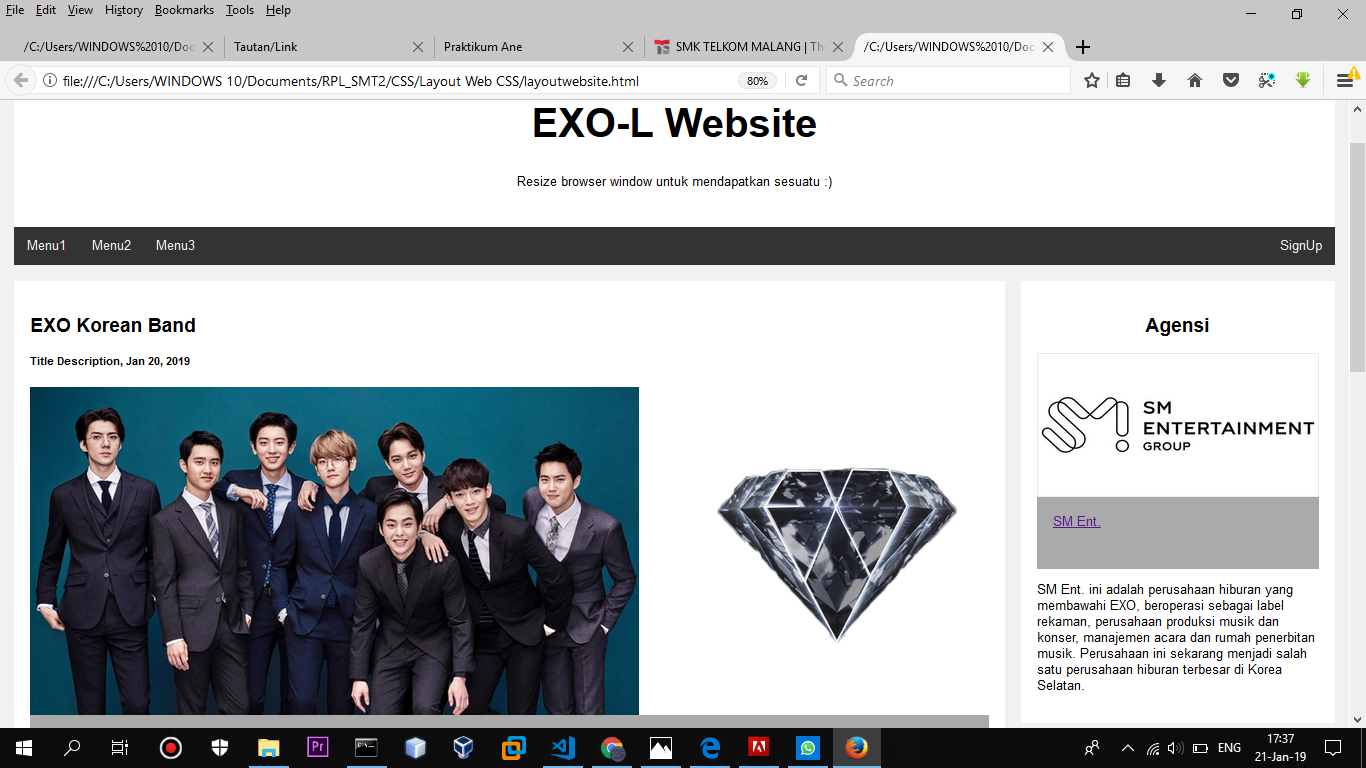 File Edit View History Bookmarks Tools Help
/C:/Users/WINDOWS%2010/Doc
Tautan/Link
Praktikum Ane
SMK TELKOM MALANG | Th
/C:/Users/WINDOWS%2010/Doc
file:///C:/Users/WINDOWS 10/Documents/RPL_SMT2/CSS/Layout Web CSS/layoutwebsite.html
80%
Search
EXO-L Website
Resize browser window untuk mendapatkan sesuatu :)
Menu1 Menu2 Menu3 SignUp
EXO Korean Band
Title Description, Jan 20, 2019
Agensi
SM
ENTERTAINMENT
GROUP
SM Ent.
SM Ent. ini adalah perusahaan hiburan yang
membawahi EXO, beroperasi sebagai label
rekaman, perusahaan produksi musik dan
konser, manajemen acara dan rumah penerbitan
musik. Perusahaan ini sekarang menjadi salah
satu perusahaan hiburan terbesar di Korea
Selatan.
Pr
ENG
17:37
21-Jan-19